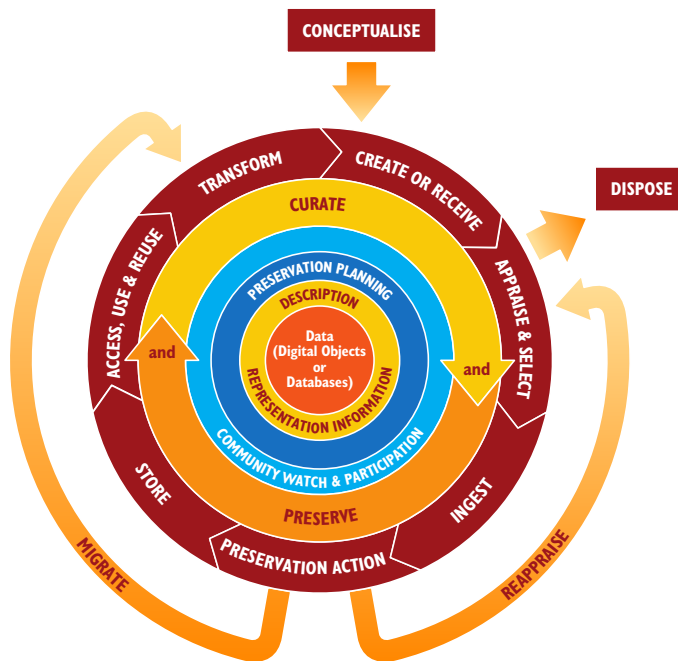 CONCEPTUALISE
TRANSFORM
CREATE OR RECEIVE
DISPOSE
CURATE
ACCESS, USE & REUSE
APPRAISE & SELECT
PRESERVATION PLANNING
DESCRIPTION
Data
(Digital Objects
or
Databases)
and
and
REPRESENTATION INFORMATION
COMMUNITY WATCH & PARTICIPATION
STORE
INGEST
PRESERVE
PRESERVATION ACTION
MIGRATE
REAPPRAISE